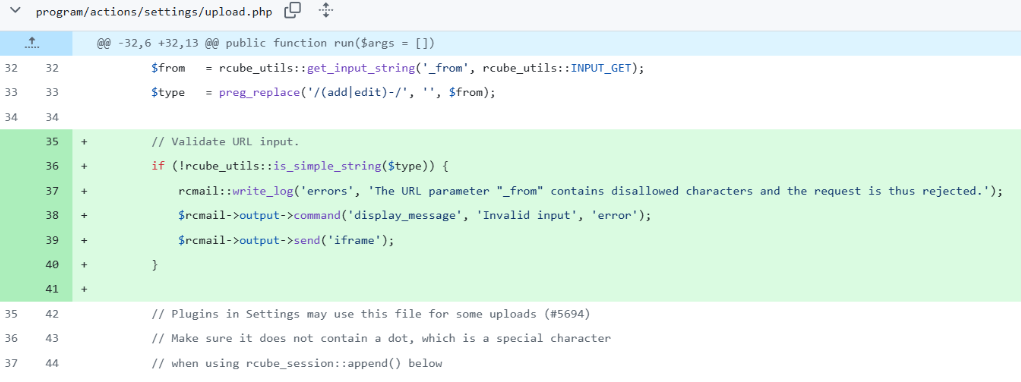 program/actions/settings/upload.php
@@ -32,6 +32,13 @@ public function run($args = [])
32 32 $from = rcube_utils::get_input_string('_from', rcube_utils::INPUT_GET);
33 33 $type = preg_replace('/(add|edit)-/', '', $from);
34 34
35 + // Validate URL input.
36 + if (!rcube_utils::is_simple_string($type)) {
37 + rcmail::write_log('errors', 'The URL parameter "_from" contains disallowed characters and the request is thus rejected.');
38 + $rcmail->output->command('display_message', 'Invalid input', 'error');
39 + $rcmail->output->send('iframe');
40 + }
41 +
35 42 // Plugins in Settings may use this file for some uploads (#5694)
36 43 // Make sure it does not contain a dot, which is a special character
37 44 // when using rcube_session::append() below